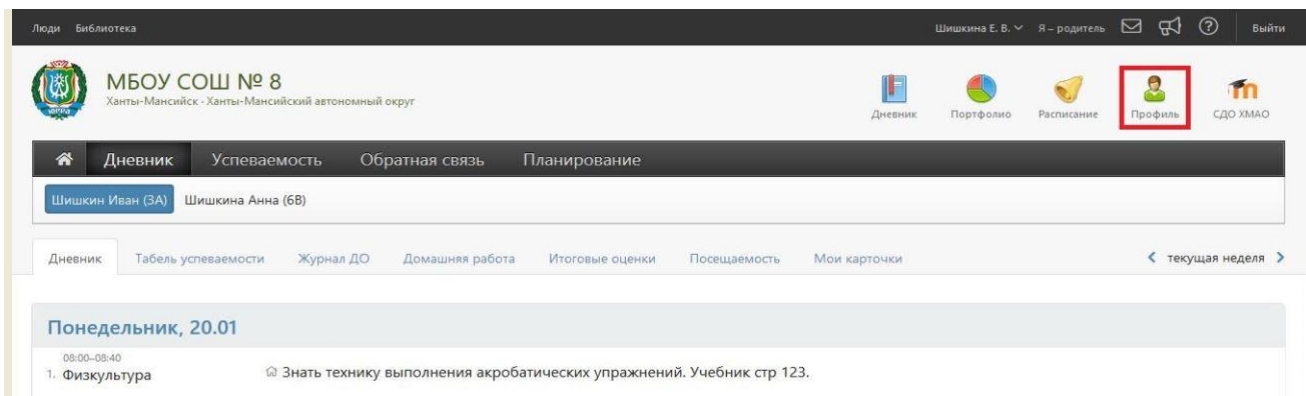 Люди Библиотека Шишкина Е. В. Я – родитель Выйти
МБОУ СОШ № 8
Ханты-Мансийск · Ханты-Мансийский автономный округ
Дневник Портфолио Расписание Профиль СДО ХМАО
Дневник Успеваемость Обратная связь Планирование
Шишкин Иван (3А) Шишкина Анна (6В)
Дневник Табель успеваемости Журнал ДО Домашняя работа Итоговые оценки Посещаемость Мои карточки текущая неделя
Понедельник, 20.01
08:00–08:40
1. Физкультура Знать технику выполнения акробатических упражнений. Учебник стр 123.